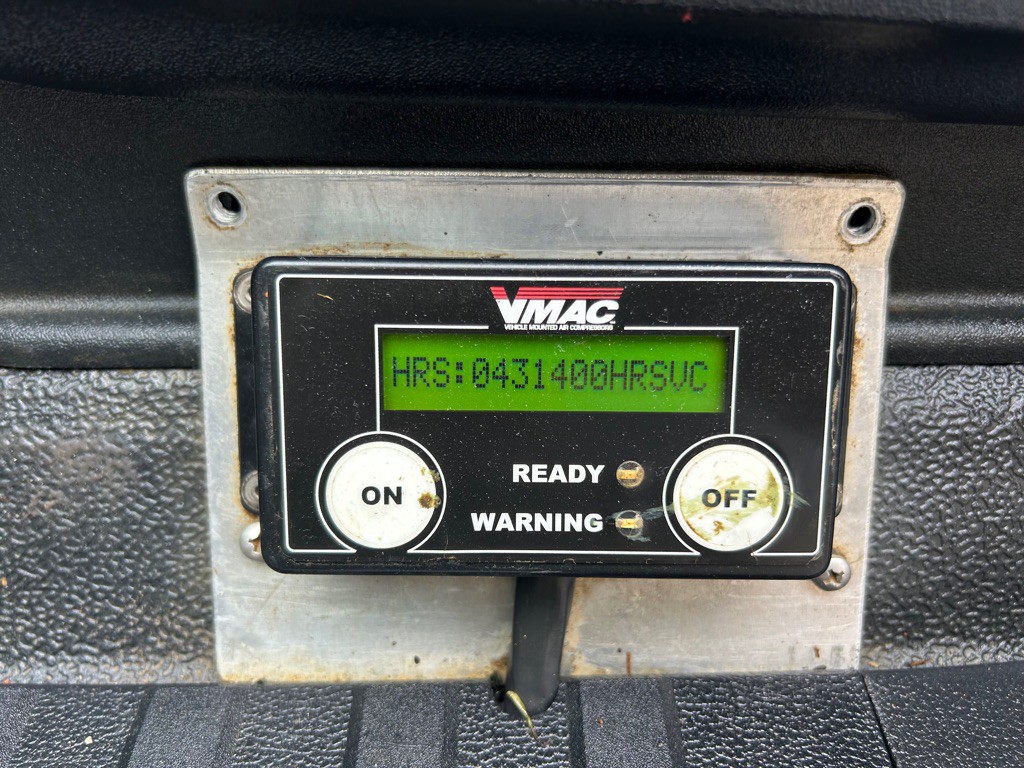 VMAC
VEHICLE MOUNTED AIR COMPRESSORS
HRS:0431400HRSVC
READY
ON
OFF
WARNING